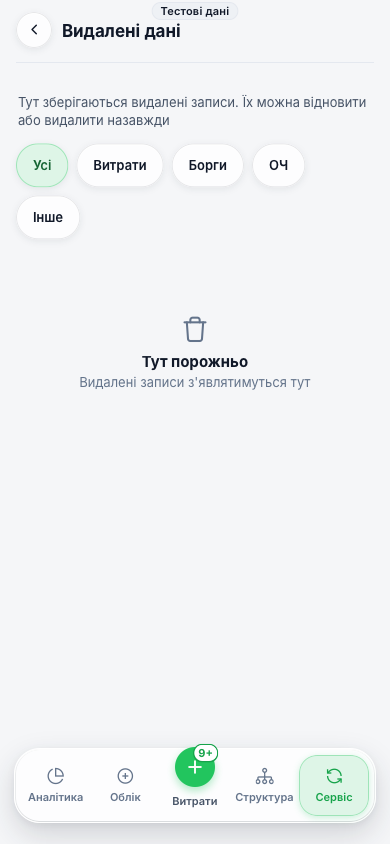 Тестові дані
Видалені дані
Тут зберігаються видалені записи. Їх можна відновити
або видалити назавжди
Усі
Витрати
Борги
ОЧ
Інше
Тут порожньо
Видалені записи з'являтимуться тут
9+
Аналітика
Облік
Витрати
Структура
Сервіс